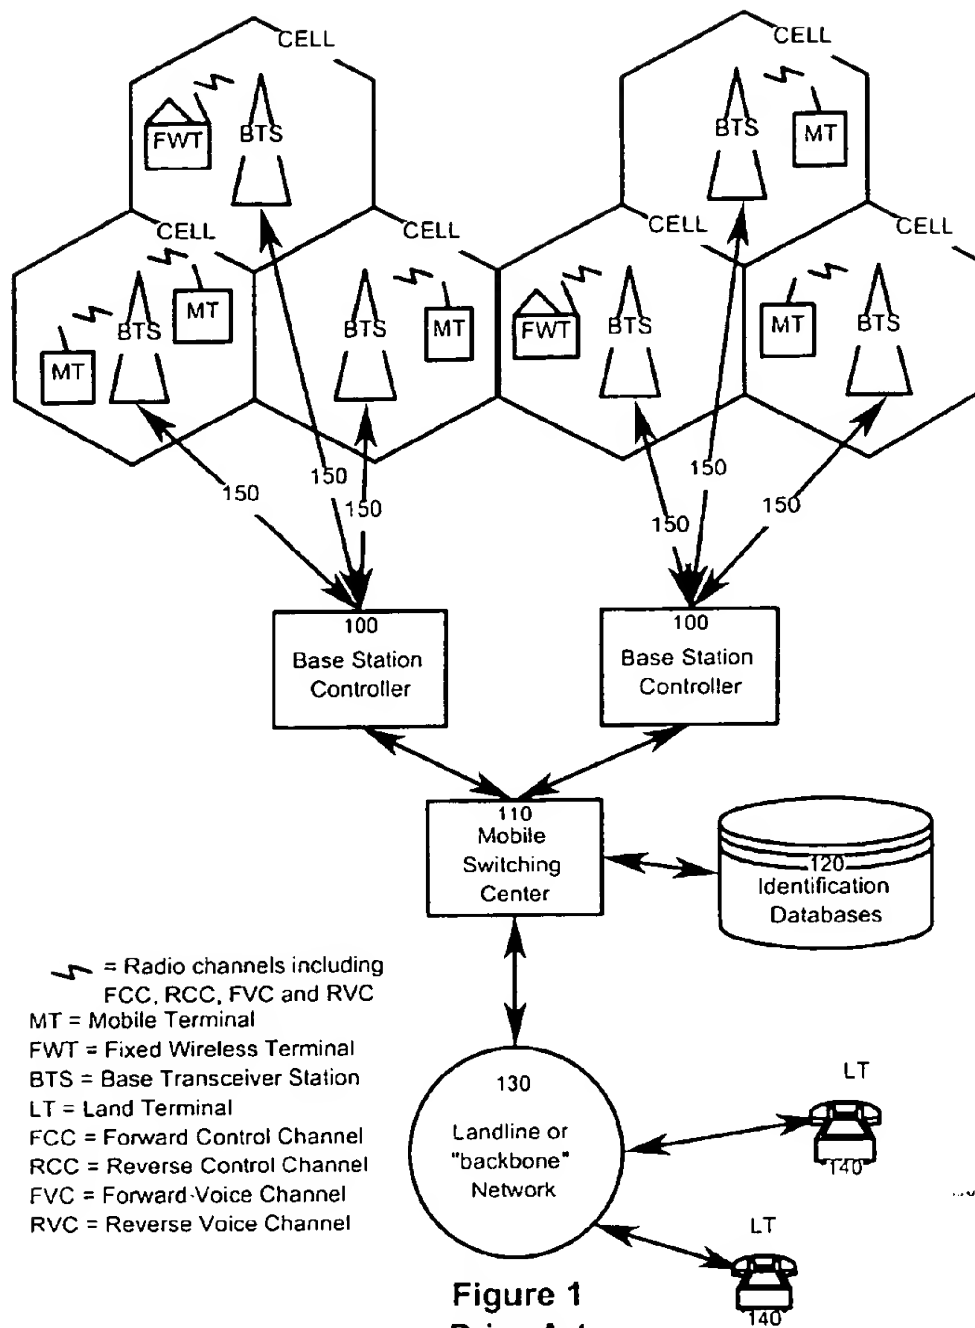 CELL
CELL
FWT
BTS
BTS
MT
CELL
CELL
CELL
CELL
MT
BTS
MT
BTS
MT
FWT
BTS
MT
BTS
150
150
150
150
150
150
100
Base Station
Controller
100
Base Station
Controller
110
Mobile
Switching
Center
120
Identification
Databases
= Radio channels including
FCC, RCC, FVC and RVC
MT = Mobile Terminal
FWT = Fixed Wireless Terminal
BTS = Base Transceiver Station
LT = Land Terminal
FCC = Forward Control Channel
RCC = Reverse Control Channel
FVC = Forward Voice Channel
RVC = Reverse Voice Channel
130
Landline or
"backbone"
Network
LT
140
LT
140
Figure 1